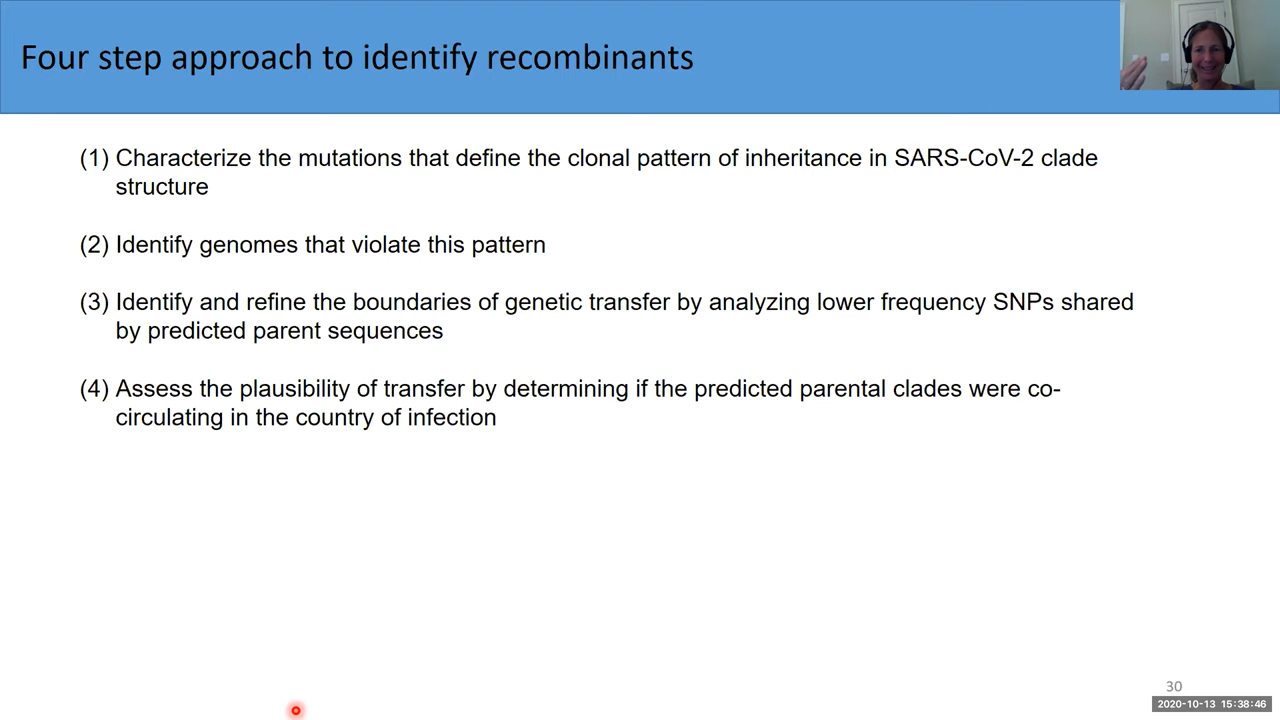 Four step approach to identify recombinants
(1) Characterize the mutations that define the clonal pattern of inheritance in SARS-CoV-2 clade
structure
(2) Identify genomes that violate this pattern
(3) Identify and refine the boundaries of genetic transfer by analyzing lower frequency SNPs shared
by predicted parent sequences
(4) Assess the plausibility of transfer by determining if the predicted parental clades were co-
circulating in the country of infection
30
2020-10-13 15:38:46